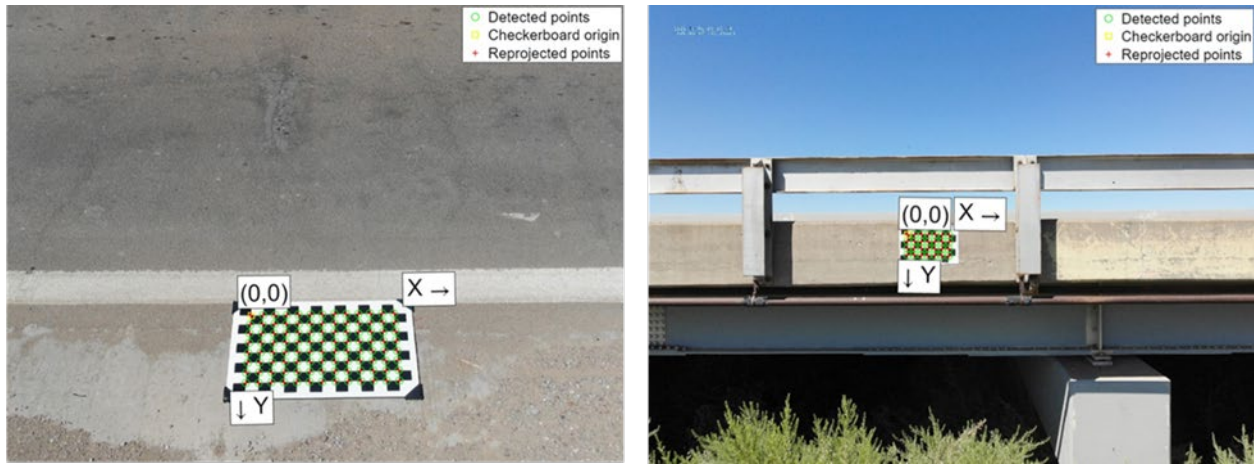 Detected points
Checkerboard origin
Reprojected points
(0,0)
X →
↓ Y
Detected points
Checkerboard origin
Reprojected points
(0,0)
X →
↓ Y